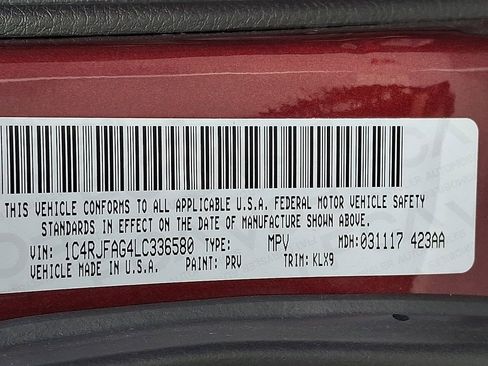 THIS VEHICLE CONFORMS TO ALL APPLICABLE U.S.A. FEDERAL MOTOR VEHICLE SAFETY
STANDARDS IN EFFECT ON THE DATE OF MANUFACTURE SHOWN ABOVE.
VIN: 1C4RJFAG4LC336580 TYPE: MPV MDH:031117 423AA
VEHICLE MADE IN U.S.A. PAINT: PRV TRIM: KLX9